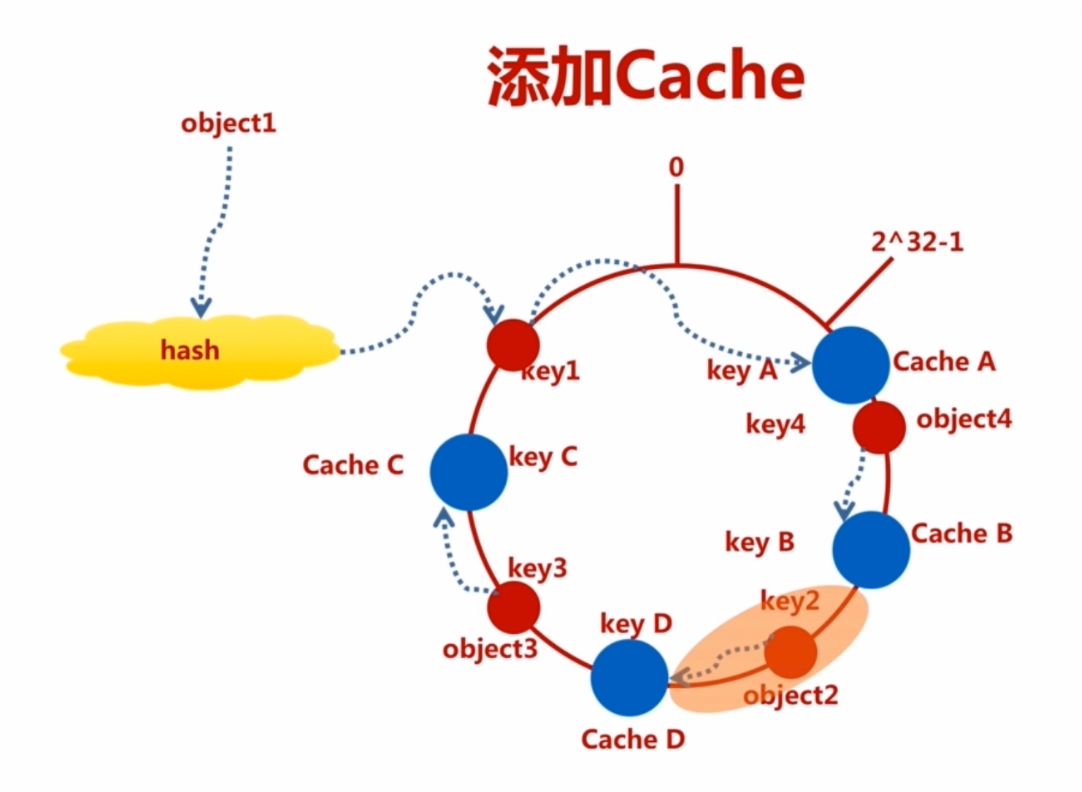 添加Cache
object1
0
2^32-1
hash
key1
key A
Cache A
key4
object4
Cache C
key C
key B
Cache B
key3
key2
key D
object3
object2
Cache D